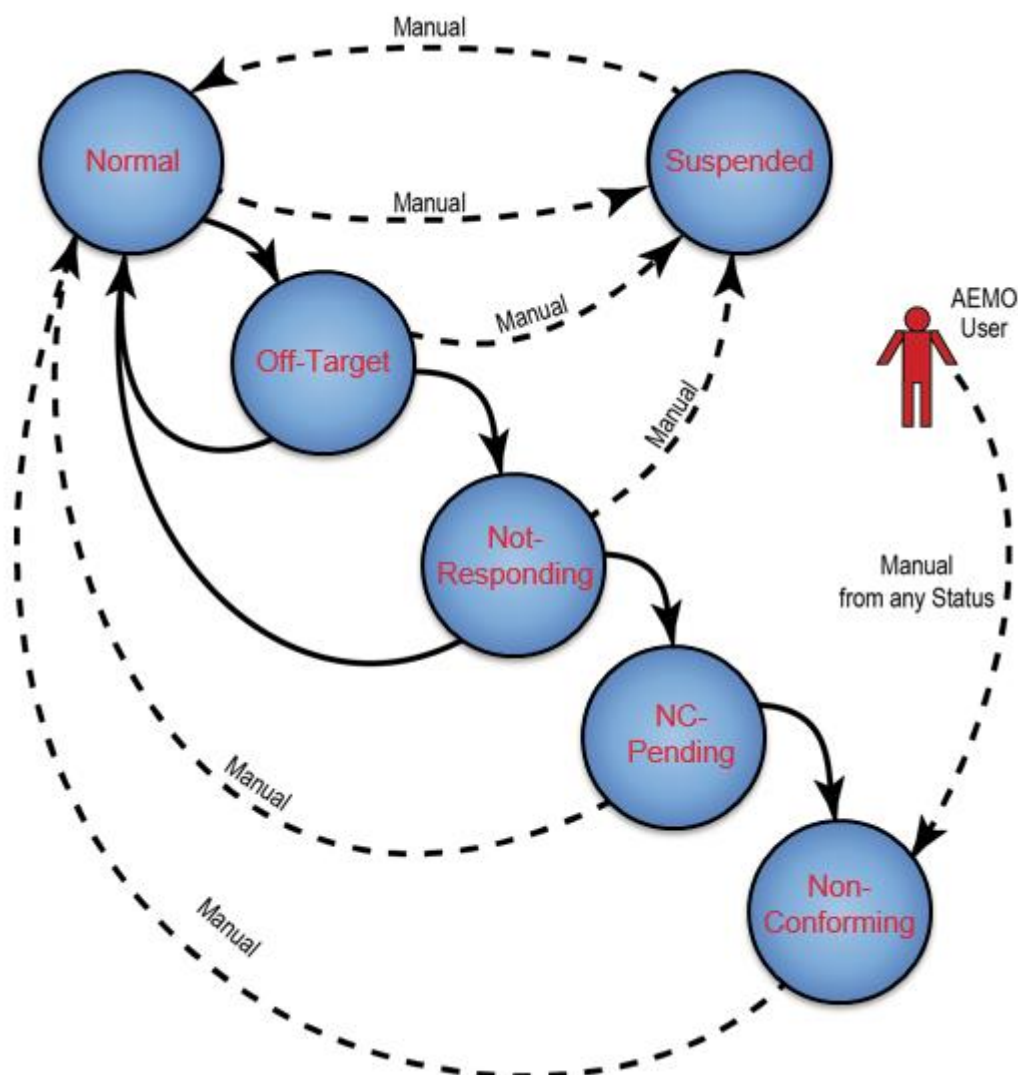 Manual
Normal
Suspended
Manual
Manual
Off-Target
AEMO
User
Manual
Not-
Responding
Manual
from any Status
NC-
Pending
Manual
Non-
Conforming
Manual